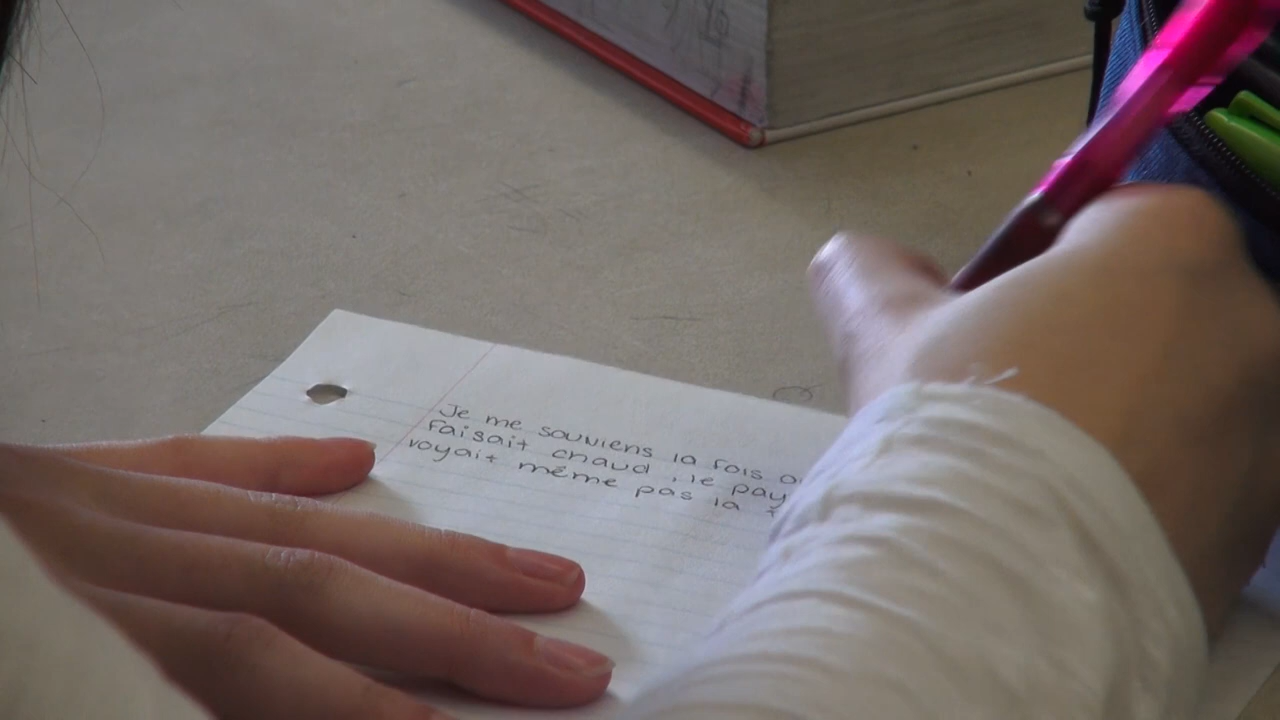 Je me souviens la fois
faisait chaud, le pay
voyait même pas la